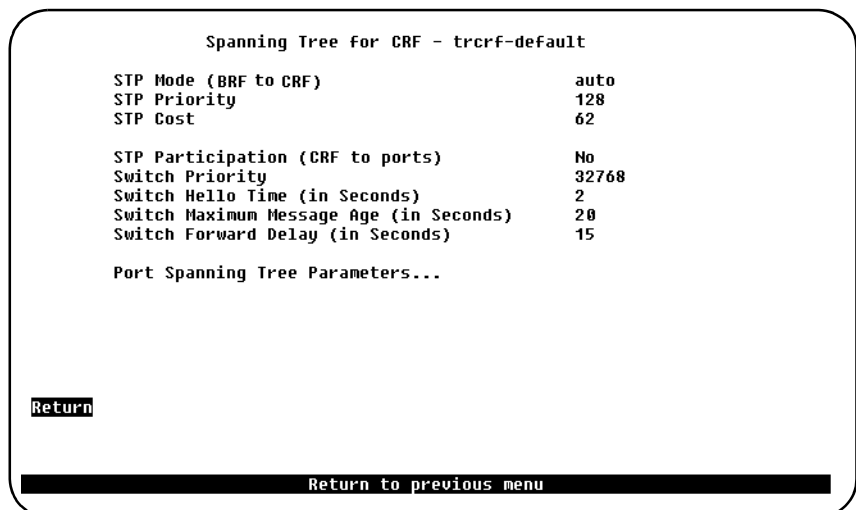 Spanning Tree for CRF - trcrf-default
STP Mode (BRF to CRF) auto
STP Priority 128
STP Cost 62
STP Participation (CRF to ports) No
Switch Priority 32768
Switch Hello Time (in Seconds) 2
Switch Maximum Message Age (in Seconds) 20
Switch Forward Delay (in Seconds) 15
Port Spanning Tree Parameters...
Return
Return to previous menu